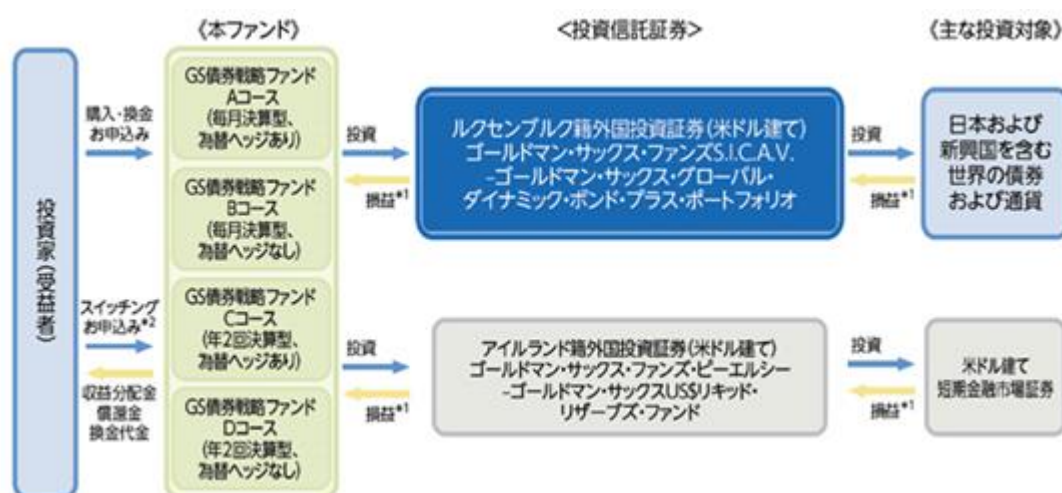 《本ファンド》
<投資信託証券>
《主な投資対象》
投資家(受益者)
購入・換金
お申込み
スイッチング
お申込み*2
収益分配金
償還金
換金代金
GS債券戦略ファンド
Aコース
(毎月決算型、
為替ヘッジあり)
GS債券戦略ファンド
Bコース
(毎月決算型、
為替ヘッジなし)
GS債券戦略ファンド
Cコース
(年2回決算型、
為替ヘッジあり)
GS債券戦略ファンド
Dコース
(年2回決算型、
為替ヘッジなし)
投資
損益*1
ルクセンブルク籍外国投資証券(米ドル建て)
ゴールドマン・サックス・ファンズS.I.C.A.V.
-ゴールドマン・サックス・グローバル・
ダイナミック・ボンド・プラス・ポートフォリオ
投資
損益*1
日本および
新興国を含む
世界の債券
および通貨
投資
損益*1
アイルランド籍外国投資証券(米ドル建て)
ゴールドマン・サックス・ファンズ・ピーエルシー
-ゴールドマン・サックスUS$リキッド・
リザーブズ・ファンド
投資
損益*1
米ドル建て
短期金融市場証券